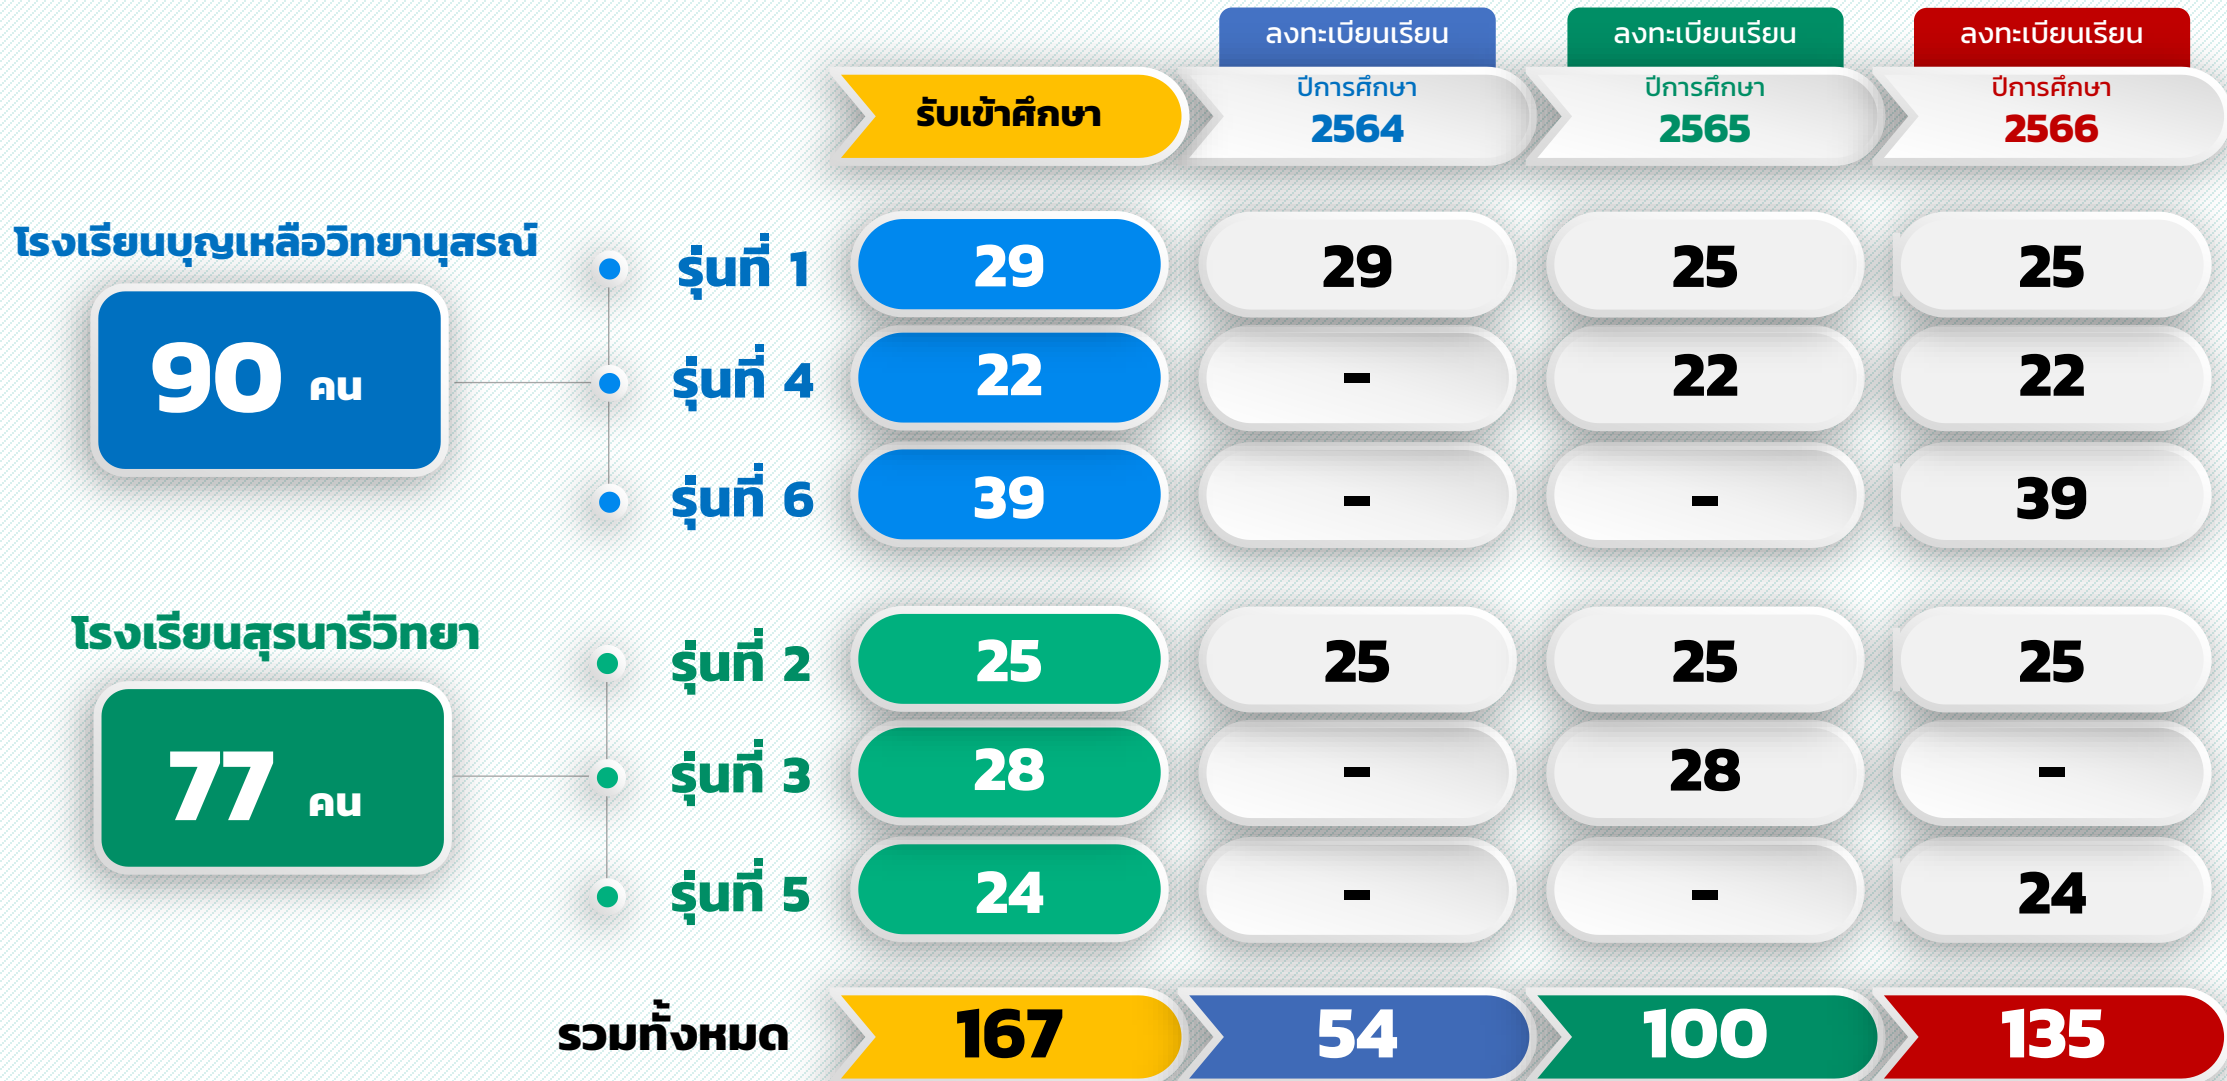 ลงทะเบียนเรียน ลงทะเบียนเรียน ลงทะเบียนเรียน
รับเข้าศึกษา ปีการศึกษา 2564 ปีการศึกษา 2565 ปีการศึกษา 2566
โรงเรียนบุญเหลือวิทยานุสรณ์
90 คน
รุ่นที่ 1 29 29 25 25
รุ่นที่ 4 22 - 22 22
รุ่นที่ 6 39 - - 39
โรงเรียนสุรนารีวิทยา
77 คน
รุ่นที่ 2 25 25 25 25
รุ่นที่ 3 28 - 28 -
รุ่นที่ 5 24 - - 24
รวมทั้งหมด 167 54 100 135